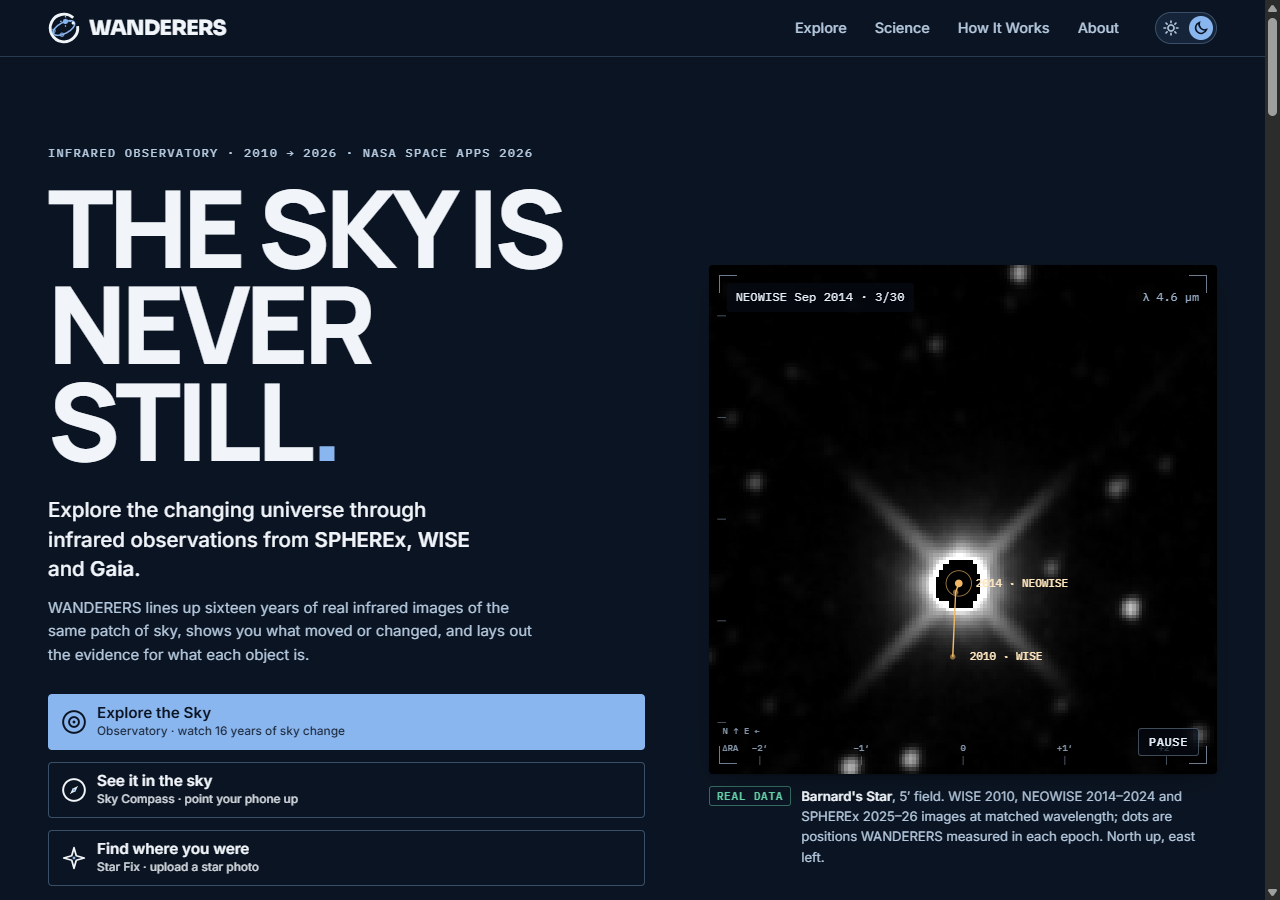 WANDERERS
Explore
Science
How It Works
About
INFRARED OBSERVATORY · 2010 → 2026 · NASA SPACE APPS 2026
THE SKY IS
NEVER
STILL.
Explore the changing universe through
infrared observations from SPHEREx, WISE
and Gaia.
WANDERERS lines up sixteen years of real infrared images of the
same patch of sky, shows you what moved or changed, and lays out
the evidence for what each object is.
Explore the Sky
Observatory · watch 16 years of sky change
See it in the sky
Sky Compass · point your phone up
Find where you were
Star Fix · upload a star photo
NEOWISE Sep 2014 · 3/30
λ 4.6 μm
2014 · NEOWISE
2010 · WISE
N ↑ E ←
ΔRA −2′ −1′ 0 +1′
PAUSE
REAL DATA
Barnard's Star, 5′ field. WISE 2010, NEOWISE 2014–2024 and
SPHEREx 2025–26 images at matched wavelength; dots are
positions WANDERERS measured in each epoch. North up, east
left.